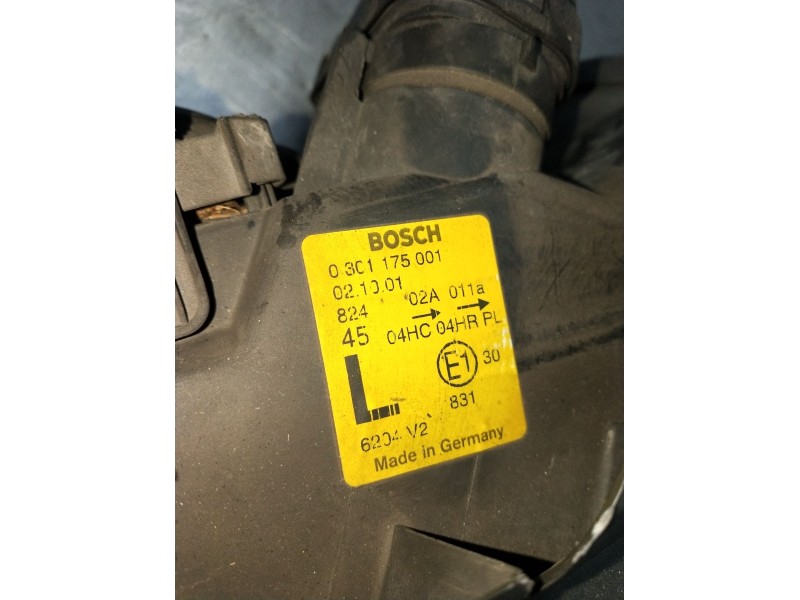 BOSCH
0 301 175 001
02.10.01
824 02A 011a
45 04HC 04HR PL
L E1 30
831
6204 V2
Made in Germany